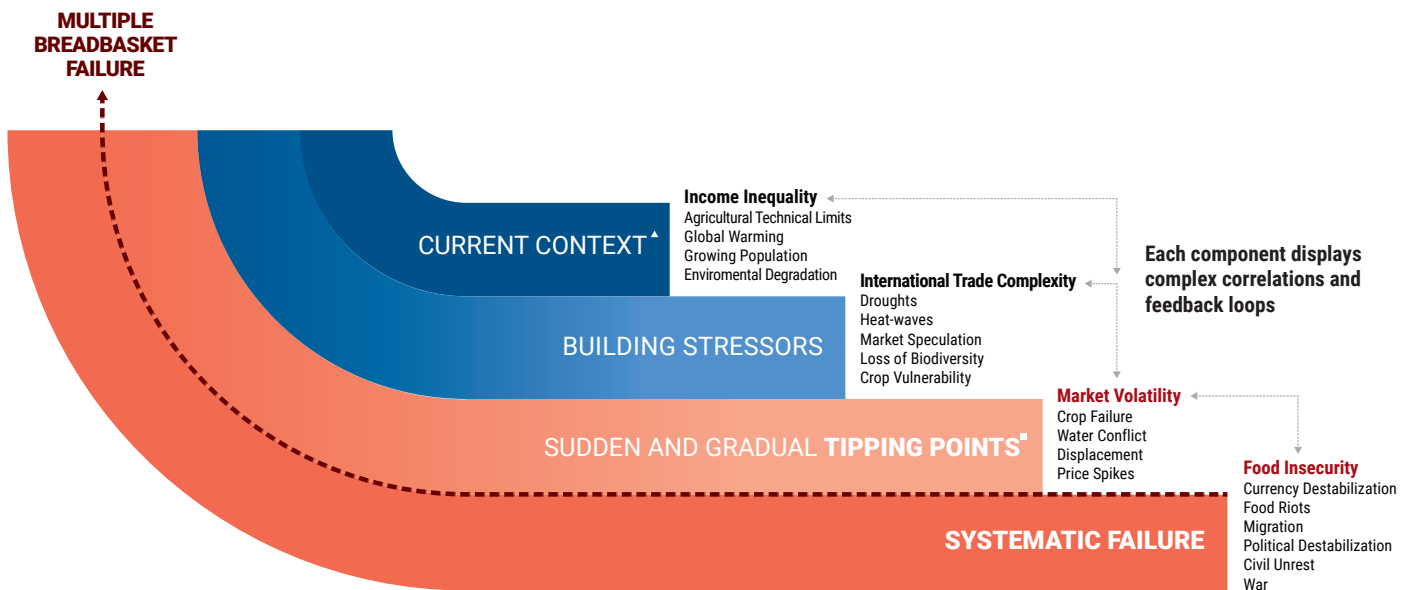 MULTIPLE
BREADBASKET
FAILURE
CURRENT CONTEXT▲
Income Inequality
Agricultural Technical Limits
Global Warming
Growing Population
Enviromental Degradation
Each component displays
complex correlations and
feedback loops
BUILDING STRESSORS
International Trade Complexity
Droughts
Heat-waves
Market Speculation
Loss of Biodiversity
Crop Vulnerability
SUDDEN AND GRADUAL TIPPING POINTS■
Market Volatility
Crop Failure
Water Conflict
Displacement
Price Spikes
SYSTEMATIC FAILURE
Food Insecurity
Currency Destabilization
Food Riots
Migration
Political Destabilization
Civil Unrest
War